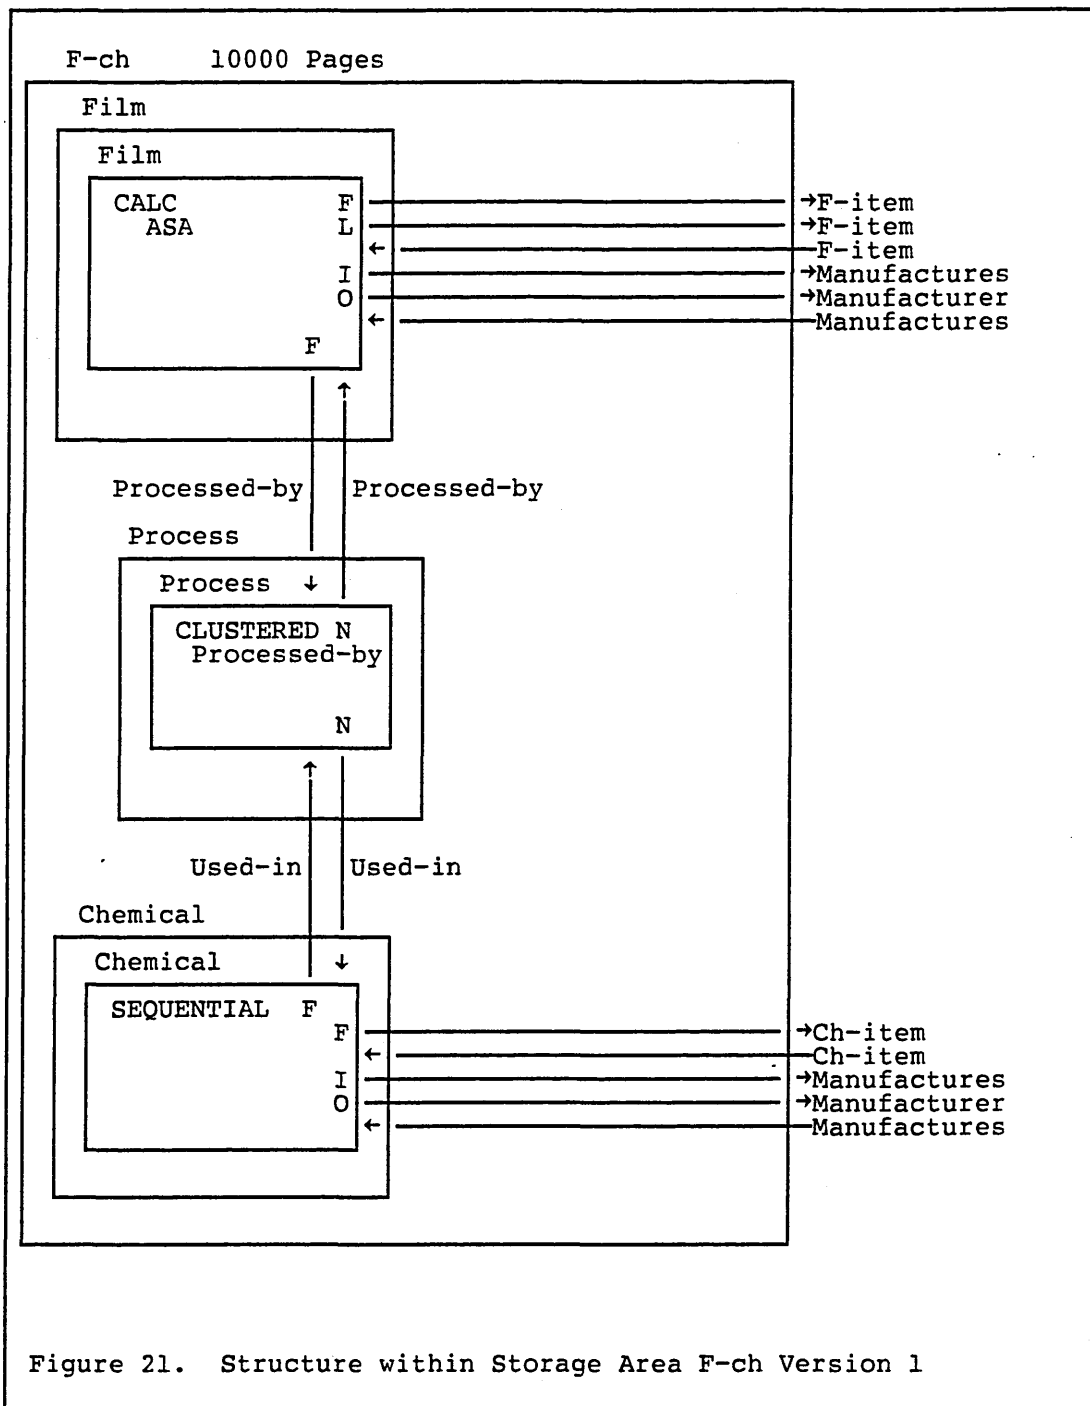 F-ch 10000 Pages
Film
Film
CALC F →F-item
ASA L →F-item
← F-item
I →Manufactures
O →Manufacturer
← Manufactures
F
↑
Processed-by Processed-by
Process
Process ↓
CLUSTERED N
Processed-by
N
↑
Used-in Used-in
Chemical
Chemical ↓
SEQUENTIAL F
F →Ch-item
← Ch-item
I →Manufactures
O →Manufacturer
← Manufactures
Figure 21. Structure within Storage Area F-ch Version 1